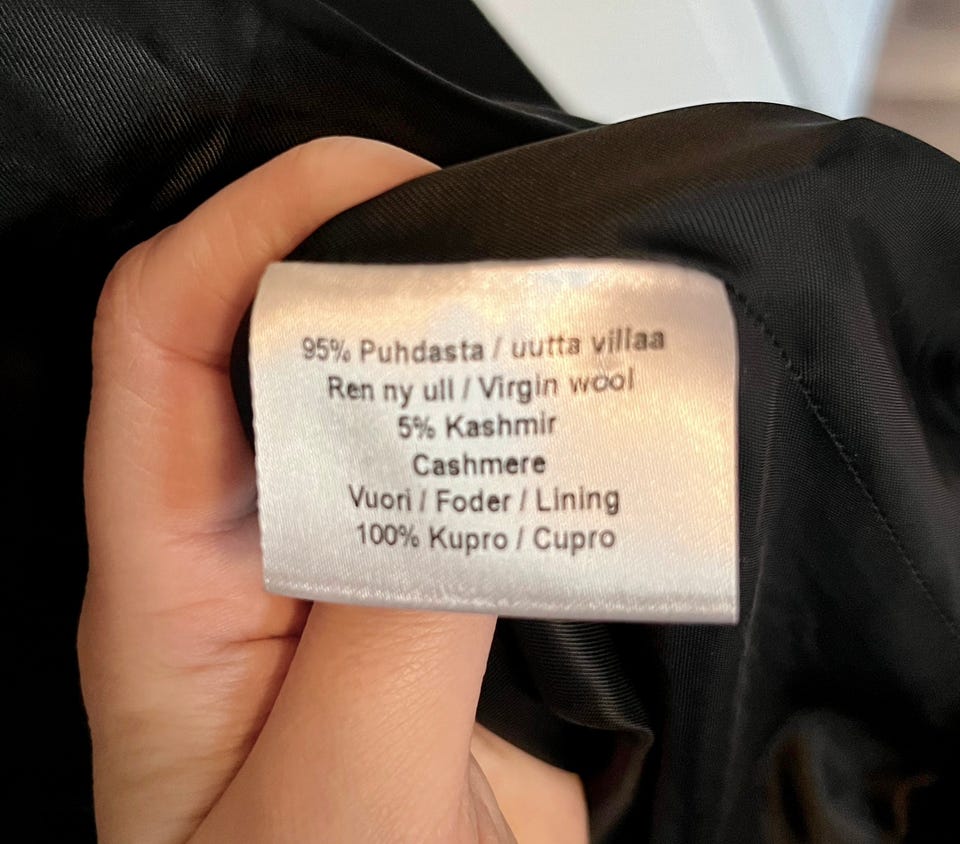 95% Puhdasta / uutta villaa
Ren ny ull / Virgin wool
5% Kashmir
Cashmere
Vuori / Foder / Lining
100% Kupro / Cupro